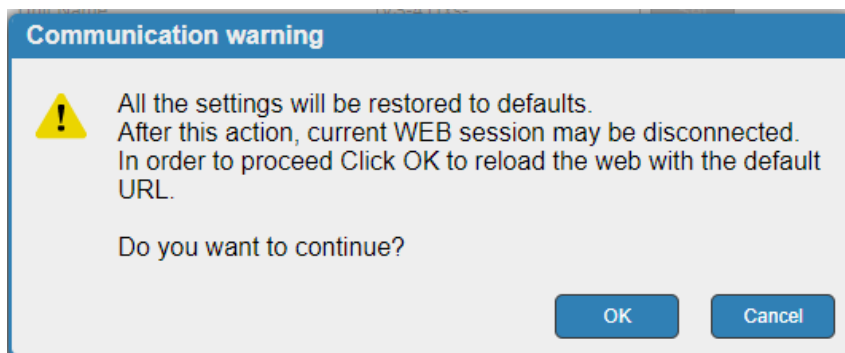 Communication warning
All the settings will be restored to defaults.
After this action, current WEB session may be disconnected.
In order to proceed Click OK to reload the web with the default
URL.
Do you want to continue?
OK
Cancel